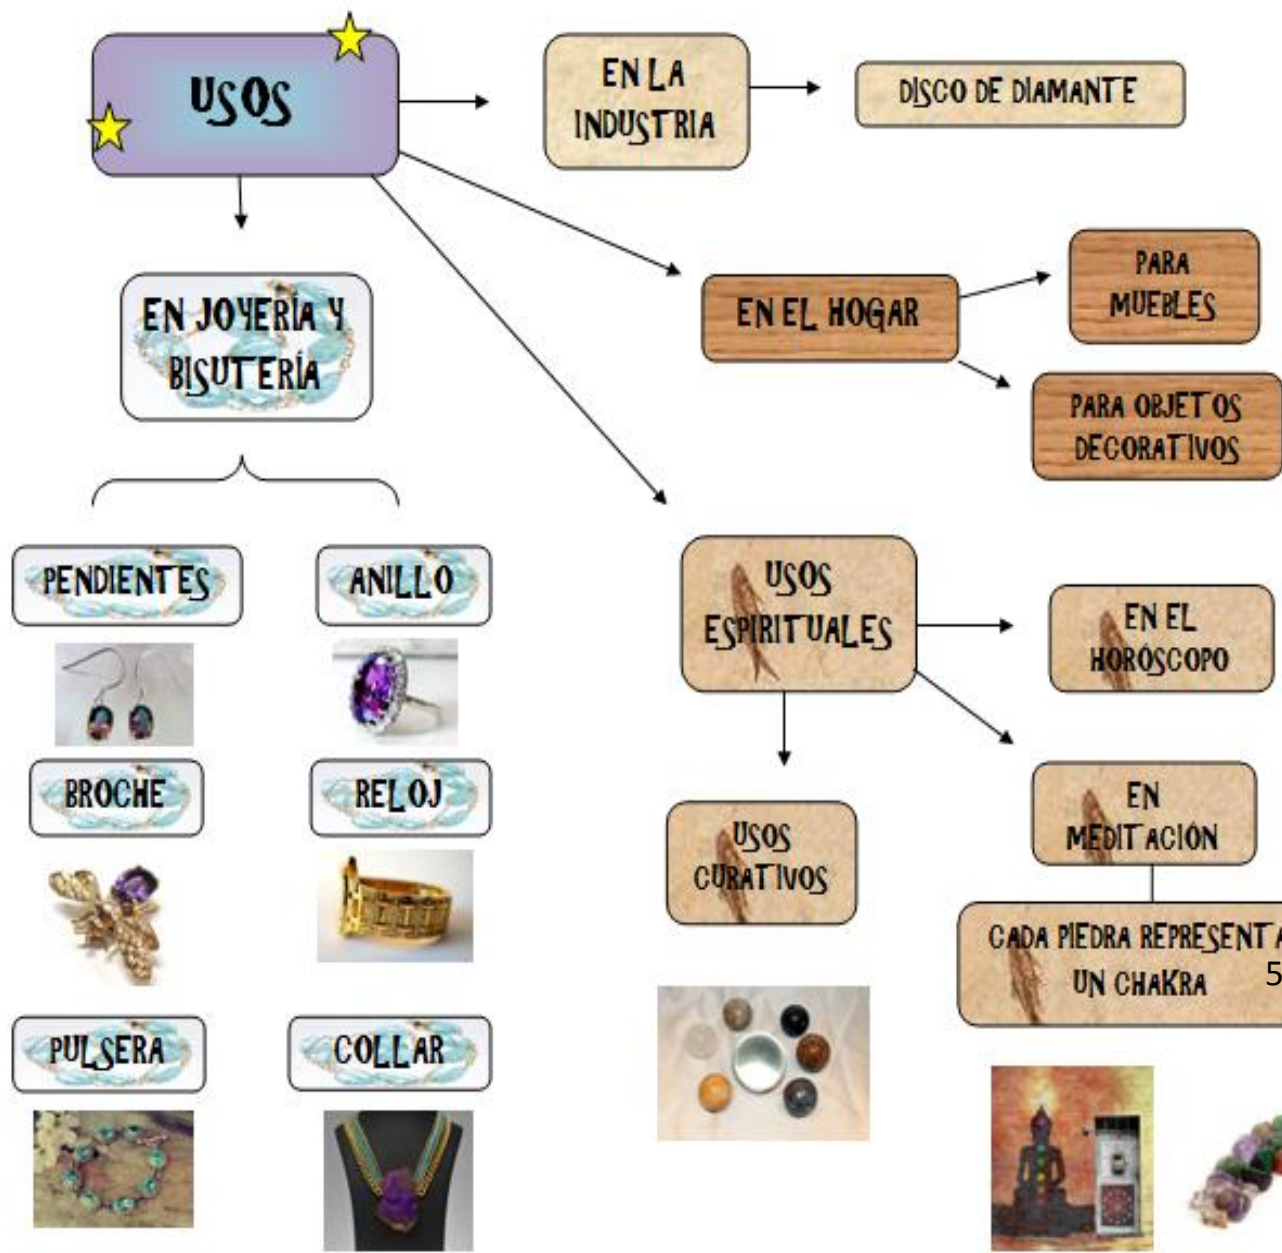 USOS
EN LA
INDUSTRIA
DISCO DE DIAMANTE
EN JOYERÍA Y
BISUTERÍA
EN EL HOGAR
PARA
MUEBLES
PARA OBJETOS
DECORATIVOS
PENDIENTES
ANILLO
BROCHE
RELOJ
PULSERA
COLLAR
USOS
ESPIRITUALES
EN EL
HORÓSCOPO
USOS
CURATIVOS
EN
MEDITACIÓN
CADA PIEDRA REPRESENTA
UN CHAKRA
5